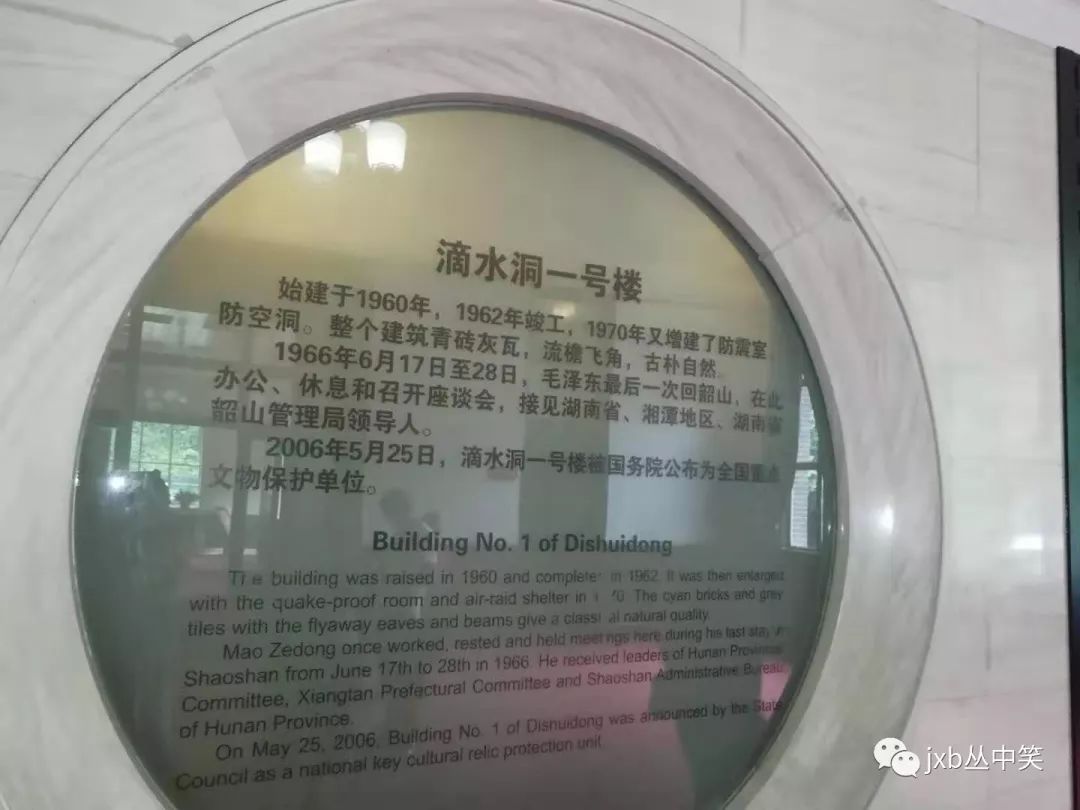 滴水洞一号楼
始建于1960年，1962年竣工，1970年又增建了防震室、
防空洞。整个建筑青砖灰瓦，流檐飞角，古朴自然。
1966年6月17日至28日，毛泽东最后一次回韶山，在此
办公、休息和召开座谈会，接见湖南省、湘潭地区、湖南省
韶山管理局领导人。
2006年5月25日，滴水洞一号楼被国务院公布为全国重点
文物保护单位。
Building No. 1 of Dishuidong
The building was raised in 1960 and complete in 1962. It was then enlarged
with the quake-proof room and air-raid shelter in The cyan bricks and grey
tiles with the flyaway eaves and beams give a classical natural quality.
Mao Zedong once worked, rested and held meetings here during his last stay in
Shaoshan from June 17th to 28th in 1966. He received leaders of Hunan Province
Committee, Xiangtan Prefectural Committee and Shaoshan Administrative Bureau
of Hunan Province.
On May 25, 2006, Building No. 1 of Dishuidong was announced by the State
Council as a national key cultural relic protection unit.
jxb丛中笑